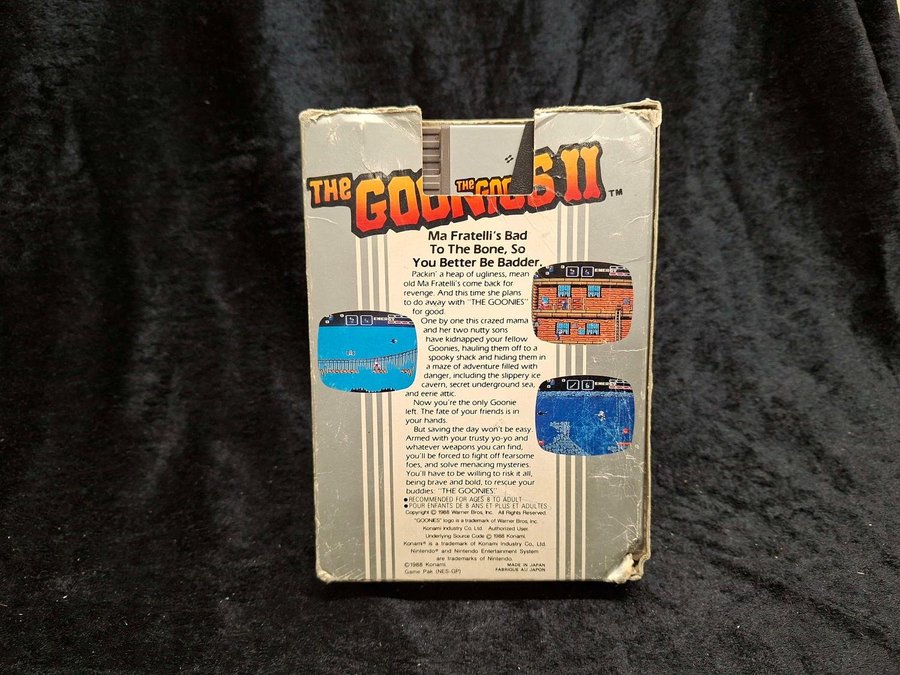 THE GOONIES II TM
THE GOO
Ma Fratelli's Bad
To The Bone, So
You Better Be Badder.
Packin' a heap of ugliness, mean
old Ma Fratelli's come back for
revenge. And this time she plans
to do away with "THE GOONIES"
for good.
One by one this crazed mama
and her two nutty sons
have kidnapped your fellow
Goonies, hauling them off to a
spooky shack and hiding them in
a maze of adventure filled with
danger, including the slippery ice
cavern, secret underground sea,
and eerie attic.
Now you're the only Goonie
left. The fate of your friends is in
your hands.
But saving the day won't be easy.
Armed with your trusty yo-yo and
whatever weapons you can find,
you'll be forced to fight off fearsome
foes, and solve menacing mysteries.
You'll have to be willing to risk it all,
being brave and bold, to rescue your
buddies: "THE GOONIES"
●RECOMMENDED FOR AGES 8 TO ADULT
●POUR ENFANTS DE 8 ANS ET PLUS ET ADULTES
Copyright © 1988 Warner Bros, Inc. All Rights Reserved.
"GOONIES" logo is a trademark of Warner Bros, Inc.
Konami Industry Co. Ltd. Authorized User.
Underlying Source Code © 1988 Konami.
Konami® is a trademark of Konami Industry Co., Ltd.
Nintendo® and Nintendo Entertainment System
are trademarks of Nintendo.
©1988 Konami
Game Pak (NES-GP)
MADE IN JAPAN
FABRIQUE AU JAPON